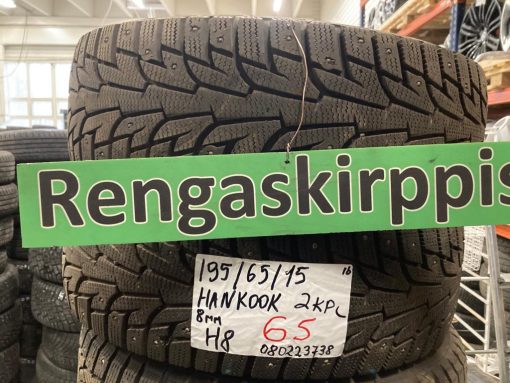 Rengaskirppis
195/65/15 16
HANKOOK 2KPL
8mm
H8 65
080223738